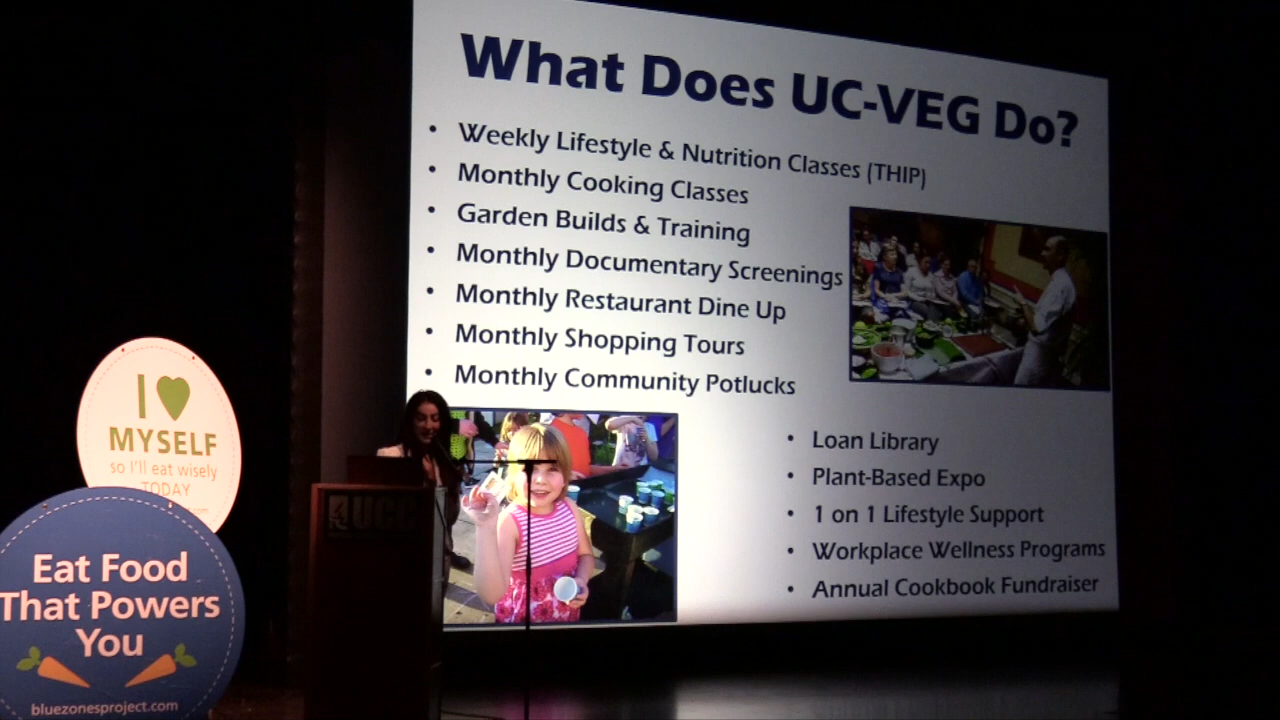 What Does UC-VEG Do?
• Weekly Lifestyle & Nutrition Classes (THIP)
• Monthly Cooking Classes
• Garden Builds & Training
• Monthly Documentary Screenings
• Monthly Restaurant Dine Up
• Monthly Shopping Tours
• Monthly Community Potlucks
• Loan Library
• Plant-Based Expo
• 1 on 1 Lifestyle Support
• Workplace Wellness Programs
• Annual Cookbook Fundraiser
I ♥
MYSELF
so I'll eat wisely
TODAY
Eat Food
That Powers
You
bluezonesproject.com
UCC